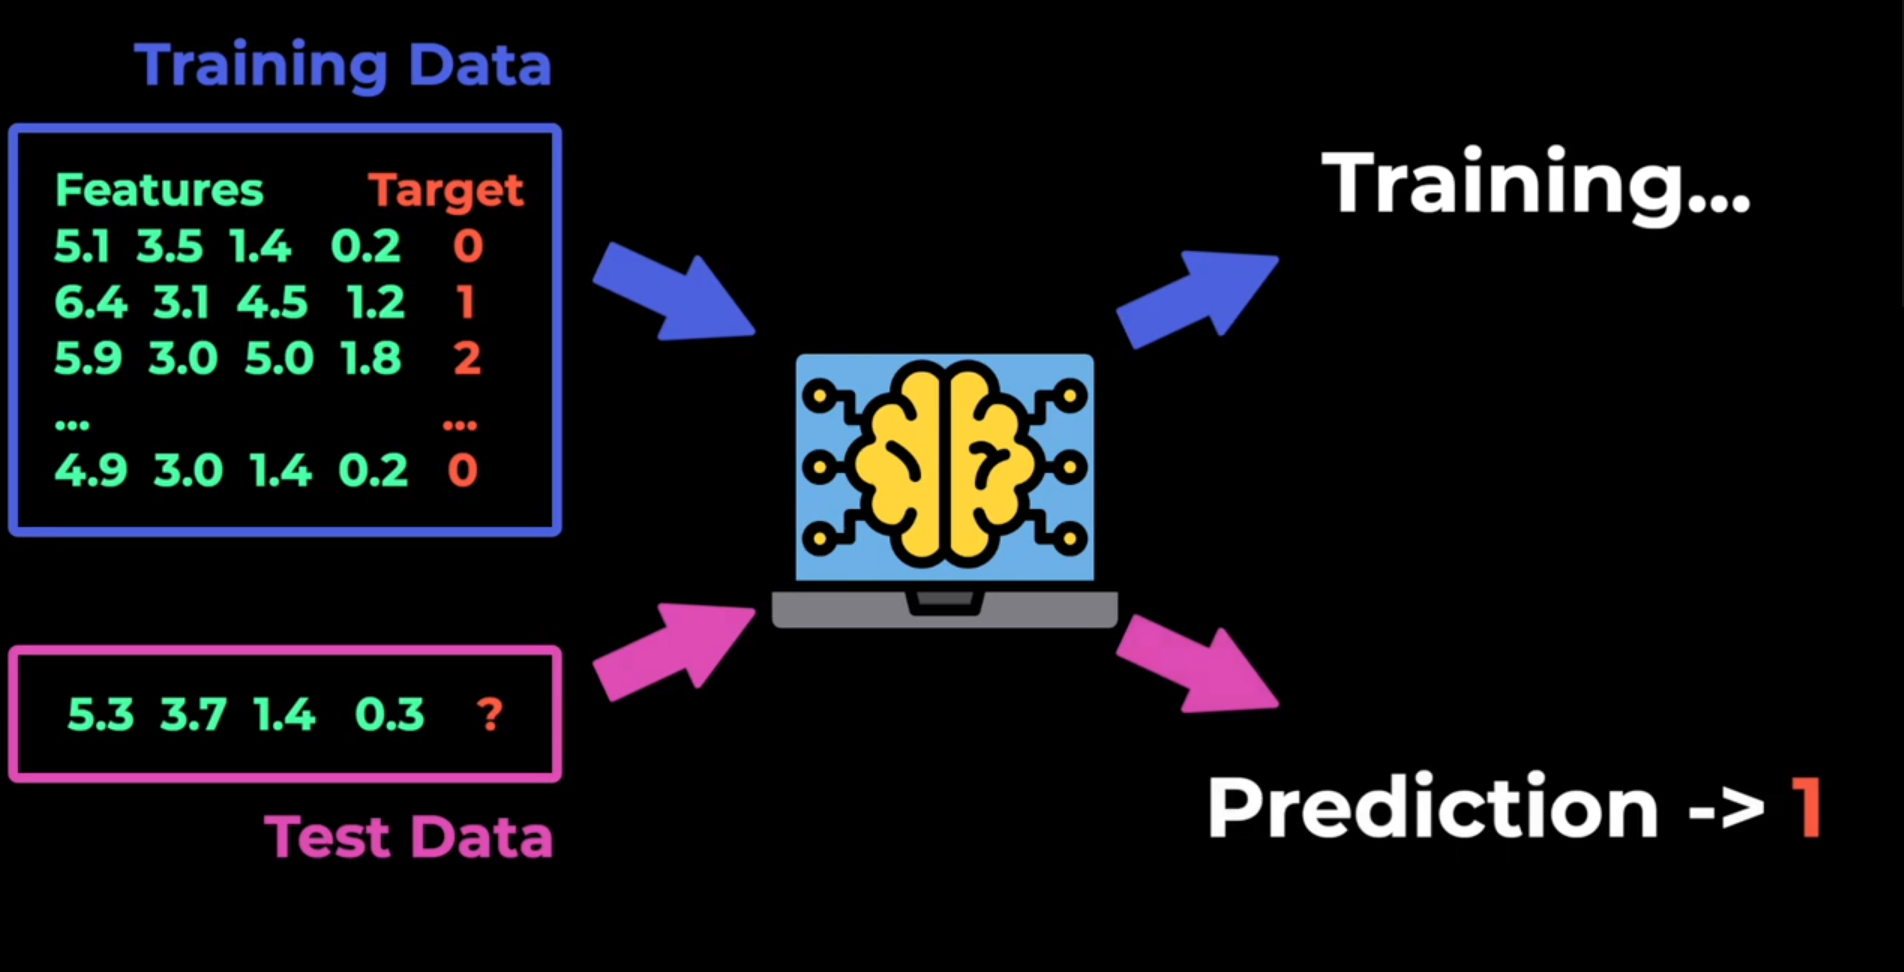 Training Data
Features Target
5.1 3.5 1.4 0.2 0
6.4 3.1 4.5 1.2 1
5.9 3.0 5.0 1.8 2
... ...
4.9 3.0 1.4 0.2 0
5.3 3.7 1.4 0.3 ?
Test Data
Training...
Prediction -> 1